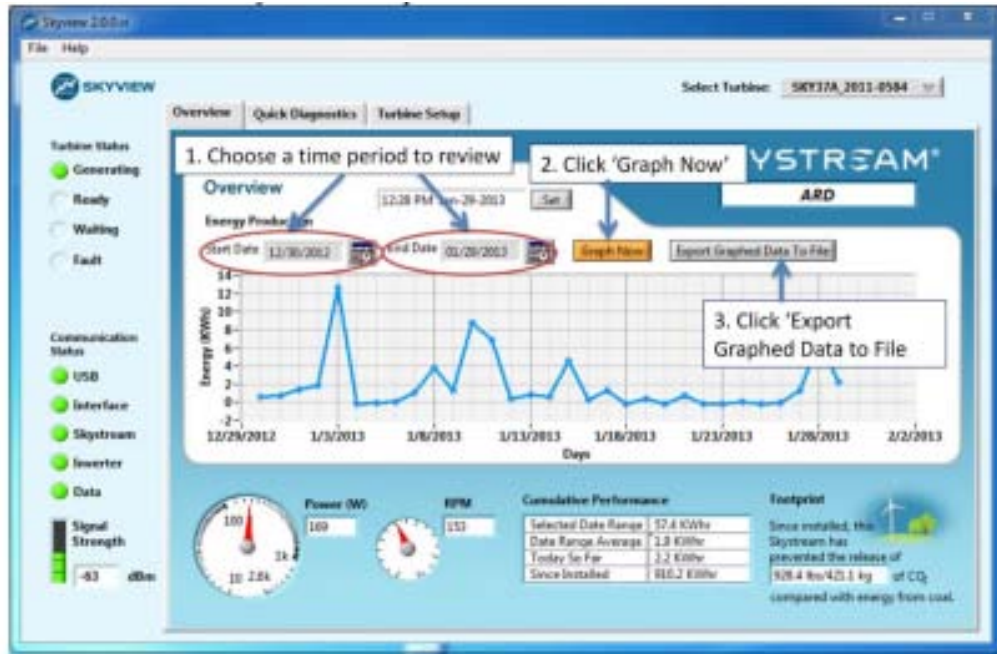 Skyview 2.0.0
File Help
SKYVIEW
Select Turbine: SKY37A_2011-0584
Overview Quick Diagnostics Turbine Setup
Turbine Status
Generating
Ready
Waiting
Fault
1. Choose a time period to review
2. Click ‘Graph Now’
YSTREAM
ARD
Overview
12:28 PM Jan-29-2013 Set
Energy Production
Start Date 12/30/2012 End Date 01/29/2013 Graph Now Export Graphed Data To File
3. Click ‘Export
Graphed Data to File
Energy (KWh)
14
12
10
8
6
4
2
0
-2
12/29/2012 1/3/2013 1/8/2013 1/13/2013 1/18/2013 1/23/2013 1/28/2013 2/2/2013
Days
Communication
Status
USB
Interface
Skystream
Inverter
Data
Signal
Strength
-63 dBm
Power (W)
169
100
1k
10 2.6k
RPM
153
Cumulative Performance
Selected Date Range 57.4 KWhr
Date Range Average 1.8 KWhr
Today So Far 2.2 KWhr
Since Installed 810.2 KWhr
Footprint
Since installed, this
Skystream has
prevented the release of
928.4 lbs/421.1 kg of CO₂
compared with energy from coal.